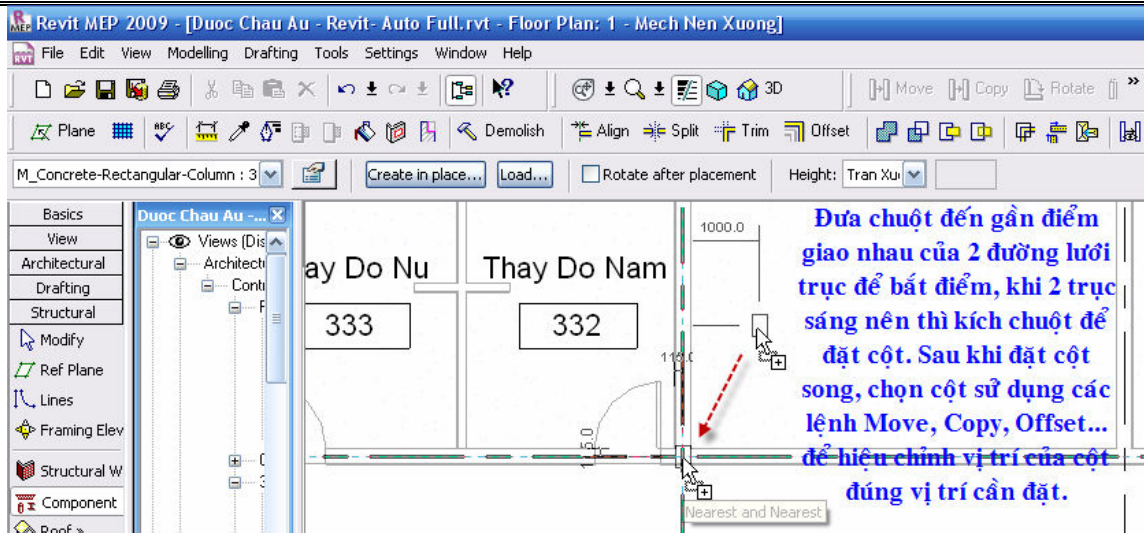 Revit MEP 2009 - [Duoc Chau Au - Revit- Auto Full.rvt - Floor Plan: 1 - Mech Nen Xuong]
File Edit View Modelling Drafting Tools Settings Window Help
3D Move Copy Rotate
Plane Demolish Align Split Trim Offset
M_Concrete-Rectangular-Column : 3 Create in place... Load... Rotate after placement Height: Tran Xu
Basics
View
Architectural
Drafting
Structural
Modify
Ref Plane
Lines
Framing Elev
Structural W
Component
Roof »
Duoc Chau Au -...
Views (Dis
Architectu
Conti
ay Do Nu
333
Thay Do Nam
332
1000.0
115.0
Nearest and Nearest
Đưa chuột đến gần điểm
giao nhau của 2 đường lưới
trục để bắt điểm, khi 2 trục
sáng nên thì kích chuột để
đặt cột. Sau khi đặt cột
song, chọn cột sử dụng các
lệnh Move, Copy, Offset...
để hiệu chỉnh vị trí của cột
đúng vị trí cần đặt.